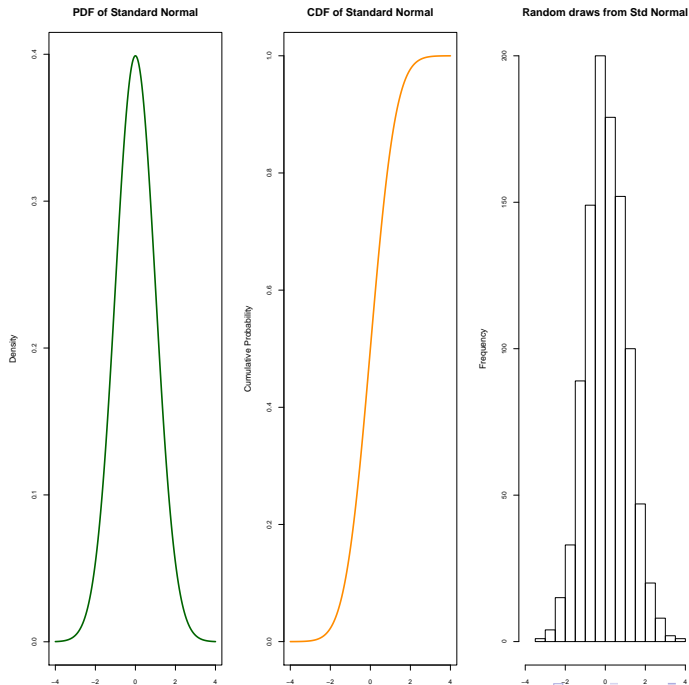 PDF of Standard Normal
Density
0.0
0.1
0.2
0.3
0.4
−4 −2 0 2 4
CDF of Standard Normal
Cumulative Probability
0.0
0.2
0.4
0.6
0.8
1.0
−4 −2 0 2 4
Random draws from Std Normal
Frequency
0
50
100
150
200
−4 −2 0 2 4